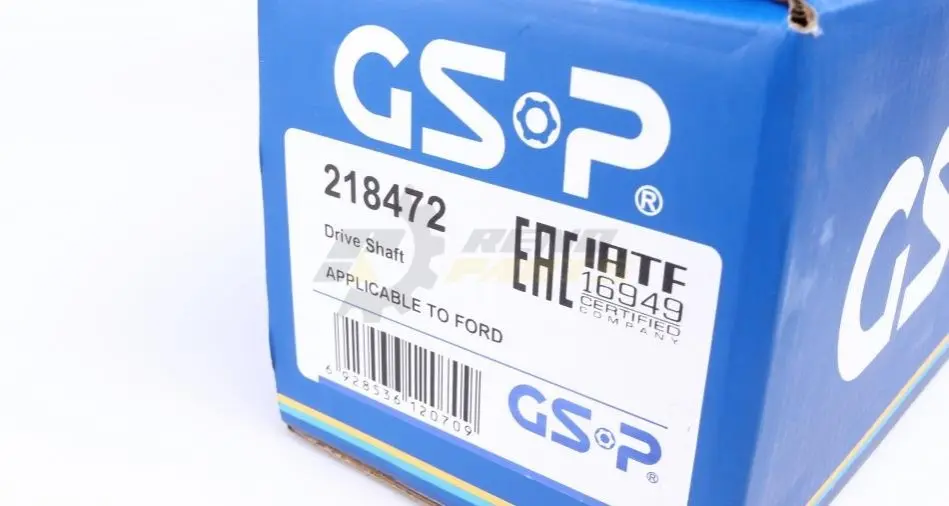 GSP®
218472
Drive Shaft
APPLICABLE TO FORD
EAC
IATF
16949
CERTIFIED
COMPANY
6 928536 120709
GSP®
GS